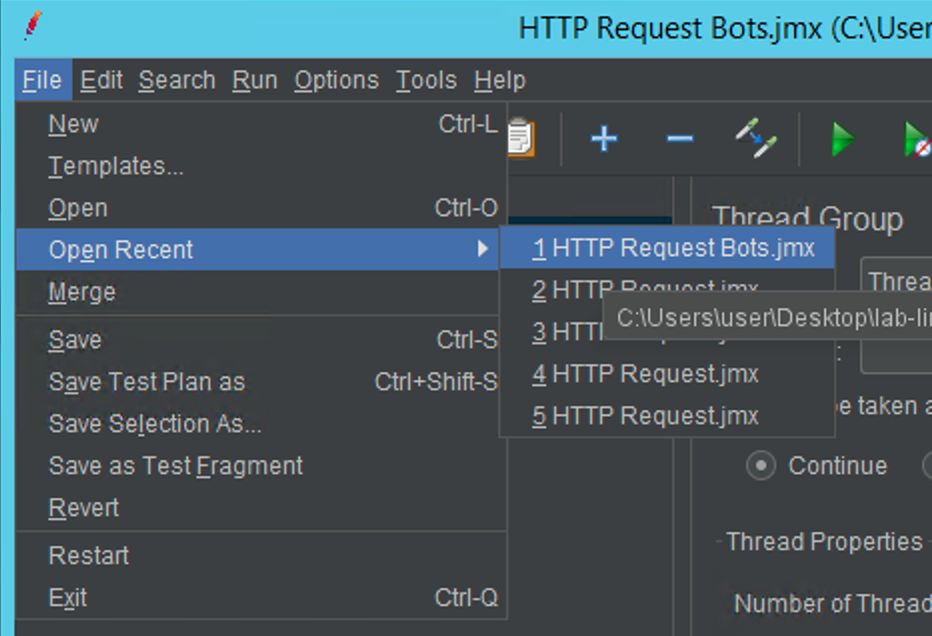 HTTP Request Bots.jmx (C:\User
File Edit Search Run Options Tools Help
New Ctrl-L
Templates...
Open Ctrl-O
Open Recent
Merge
Save Ctrl-S
Save Test Plan as Ctrl+Shift-S
Save Selection As...
Save as Test Fragment
Revert
Restart
Exit Ctrl-Q
1 HTTP Request Bots.jmx
2 HTTP Request.jmx
C:\Users\user\Desktop\lab-lin
3 HTT
4 HTTP Request.jmx
5 HTTP Request.jmx
Thread Group
Threa
:
be taken a
Continue
Thread Properties
Number of Thread